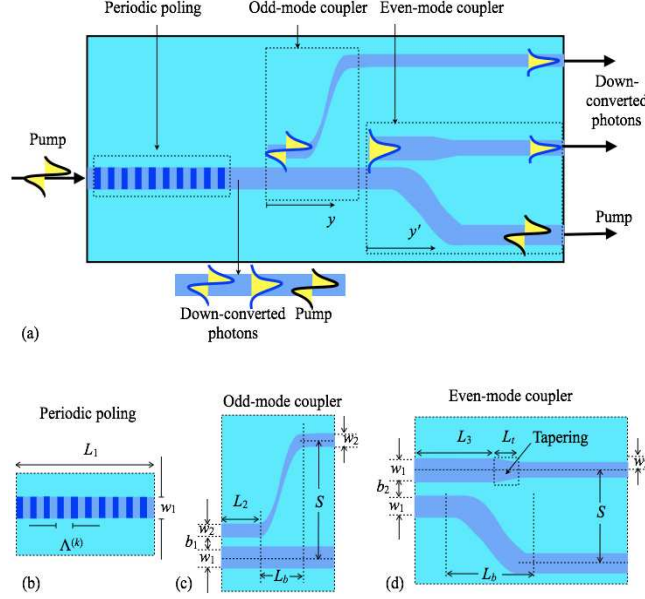 Periodic poling
Odd-mode coupler
Even-mode coupler
Pump
Down-
converted
photons
y
y′
Pump
Down-converted
photons
Pump
(a)
Periodic poling
L1
w1
Λ(k)
(b)
Odd-mode coupler
w2
L2
S
w2
b1
w1
Lb
(c)
Even-mode coupler
L3
Lt
Tapering
w1
b2
w1
S
Lb
(d)